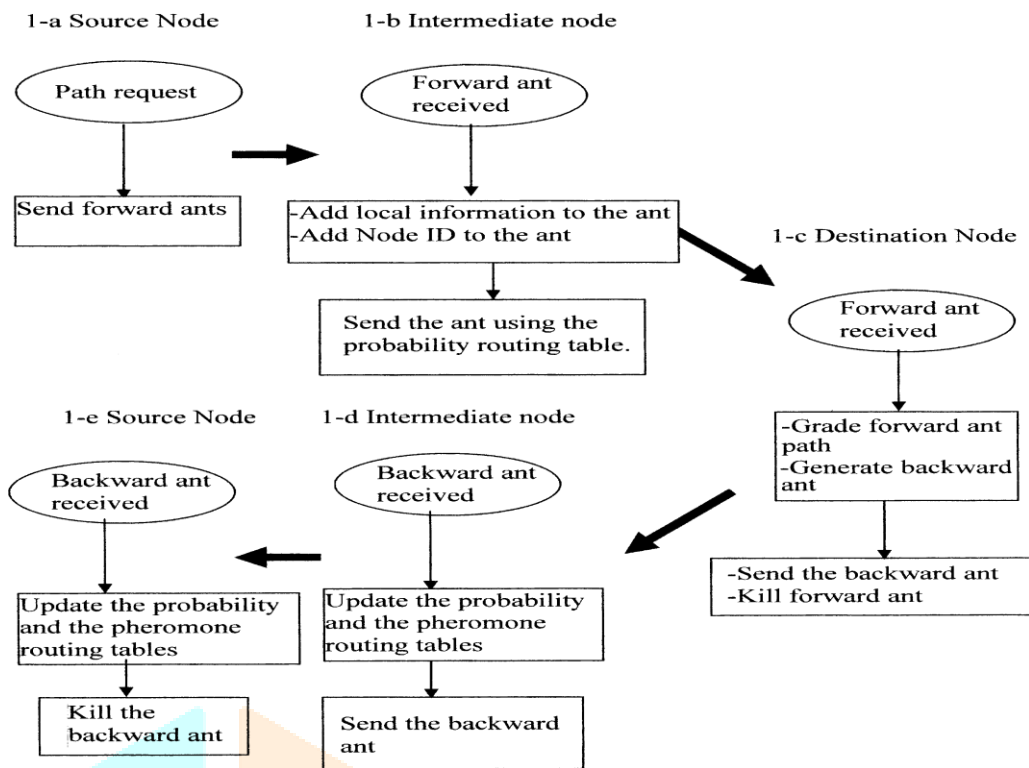 1-a Source Node
Path request
Send forward ants
1-b Intermediate node
Forward ant
received
-Add local information to the ant
-Add Node ID to the ant
Send the ant using the
probability routing table.
1-c Destination Node
Forward ant
received
-Grade forward ant
path
-Generate backward
ant
-Send the backward ant
-Kill forward ant
1-d Intermediate node
Backward ant
received
Update the probability
and the pheromone
routing tables
Send the backward
ant
1-e Source Node
Backward ant
received
Update the probability
and the pheromone
routing tables
Kill the
backward ant